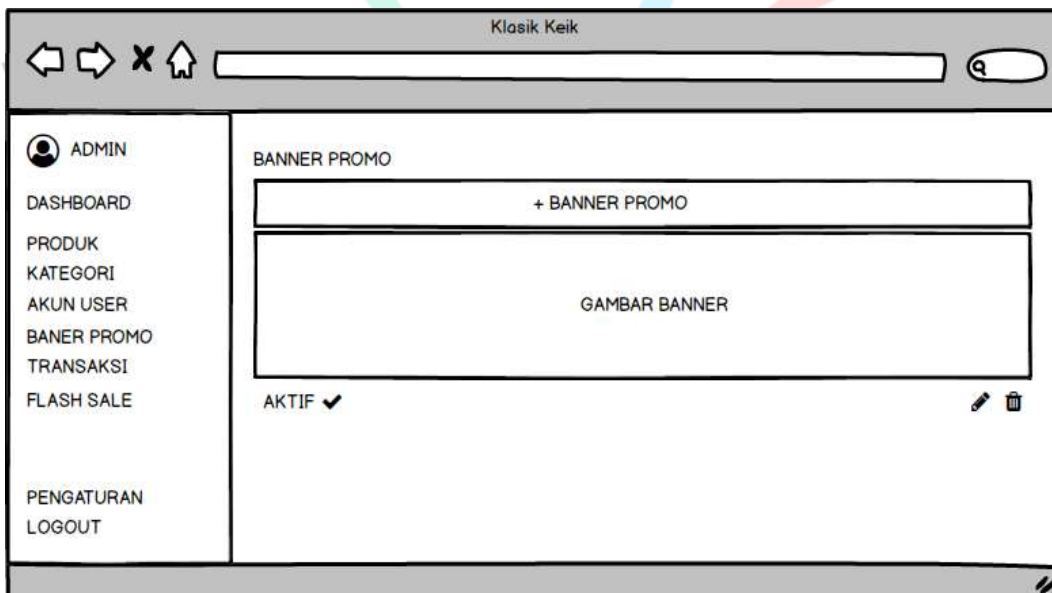 Klasik Keik
ADMIN
DASHBOARD
PRODUK
KATEGORI
AKUN USER
BANER PROMO
TRANSAKSI
FLASH SALE
PENGATURAN
LOGOUT
BANNER PROMO
+ BANNER PROMO
GAMBAR BANNER
AKTIF